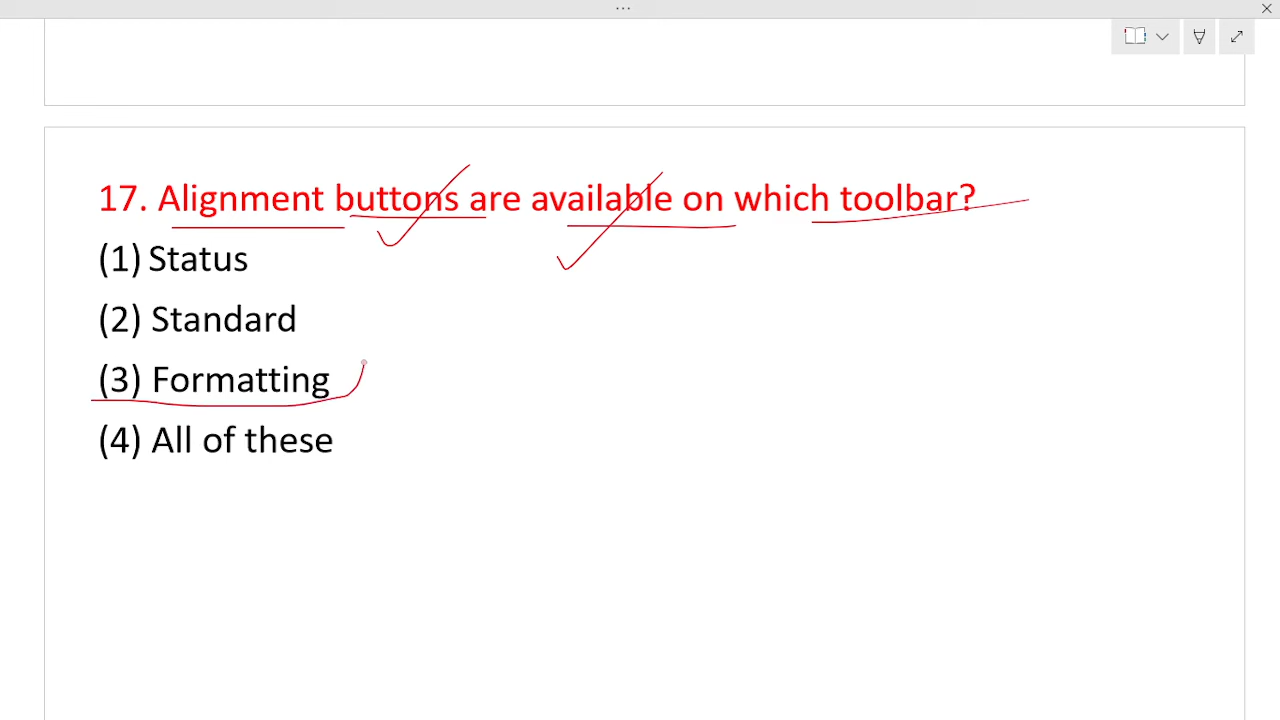 17. Alignment buttons are available on which toolbar?
(1) Status
(2) Standard
(3) Formatting
(4) All of these